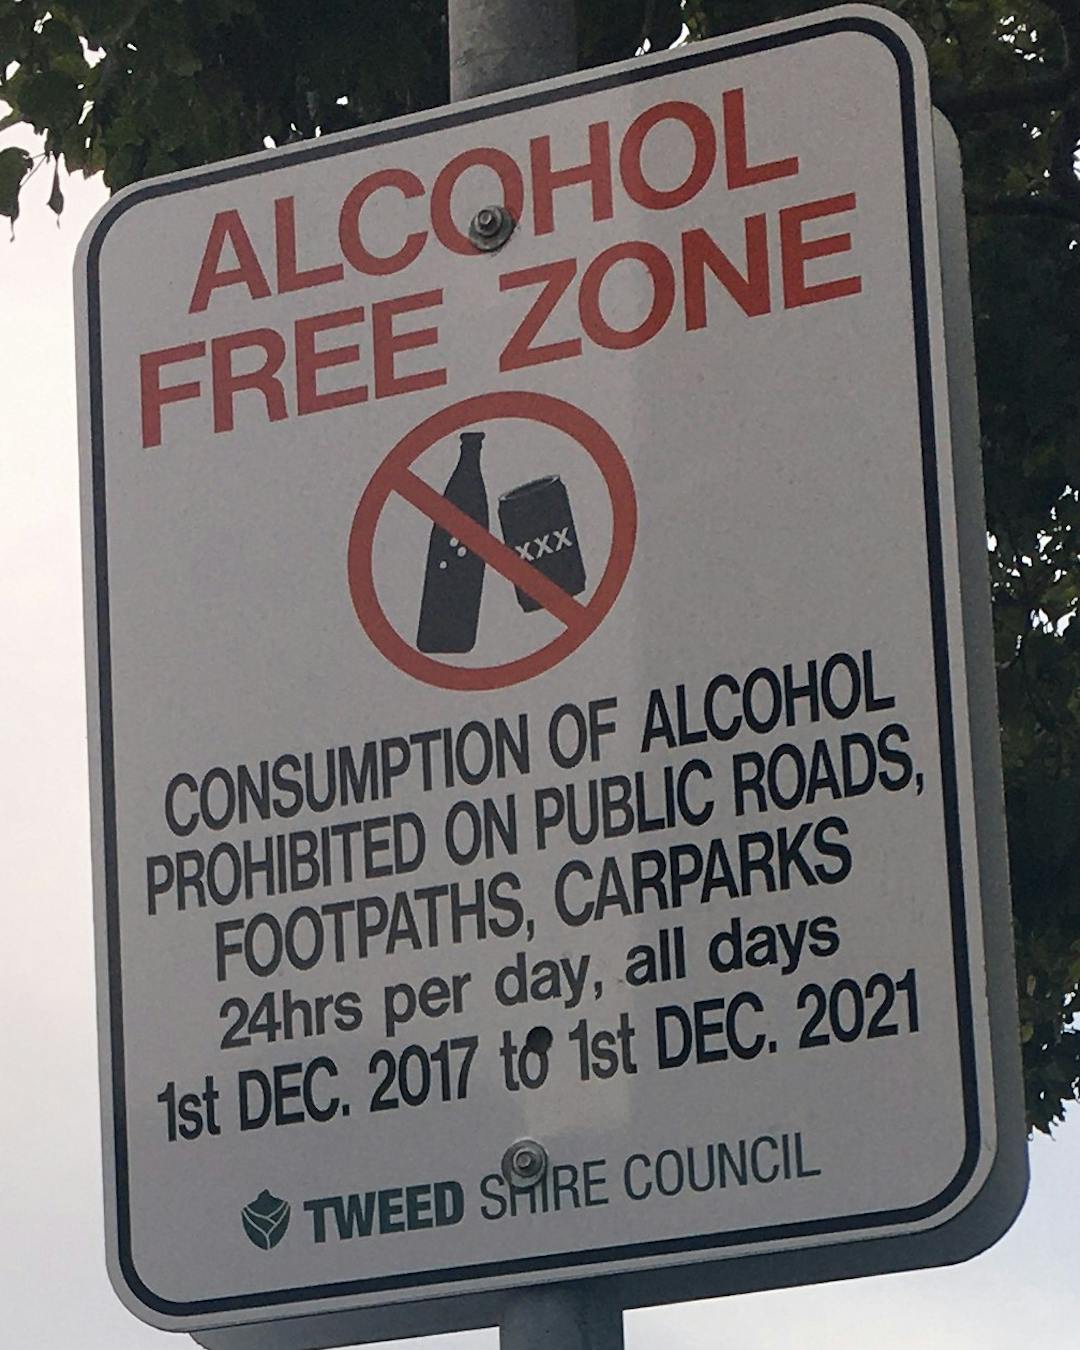 ALCOHOL
FREE ZONE
XXX
CONSUMPTION OF ALCOHOL
PROHIBITED ON PUBLIC ROADS,
FOOTPATHS, CARPARKS
24hrs per day, all days
1st DEC. 2017 to 1st DEC. 2021
TWEED SHIRE COUNCIL